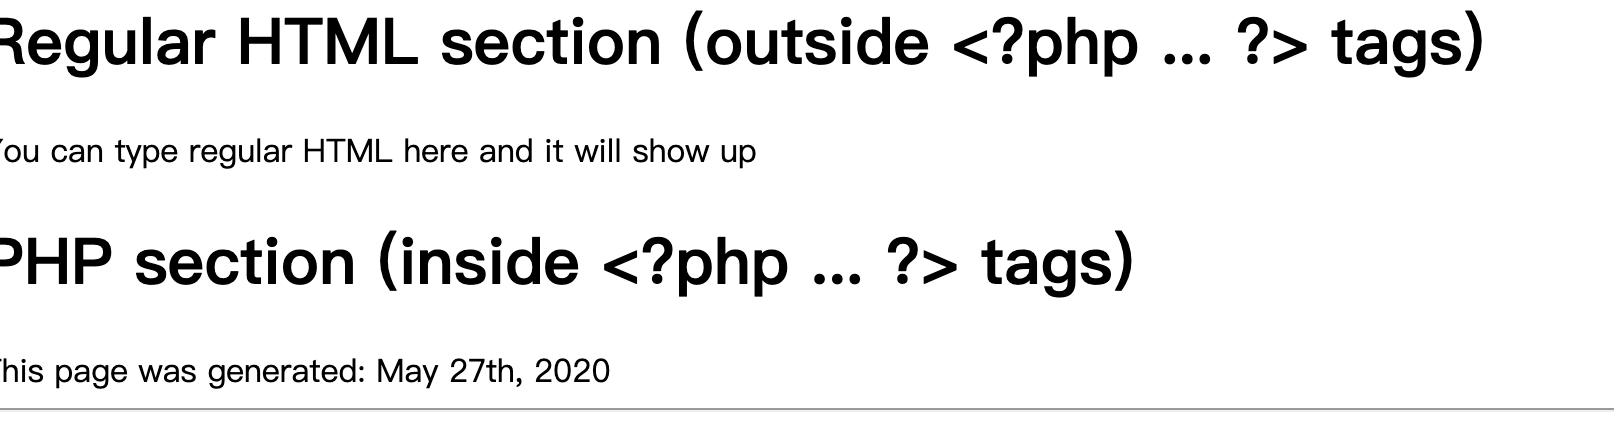 Regular HTML section (outside <?php ... ?> tags)
You can type regular HTML here and it will show up
PHP section (inside <?php ... ?> tags)
This page was generated: May 27th, 2020